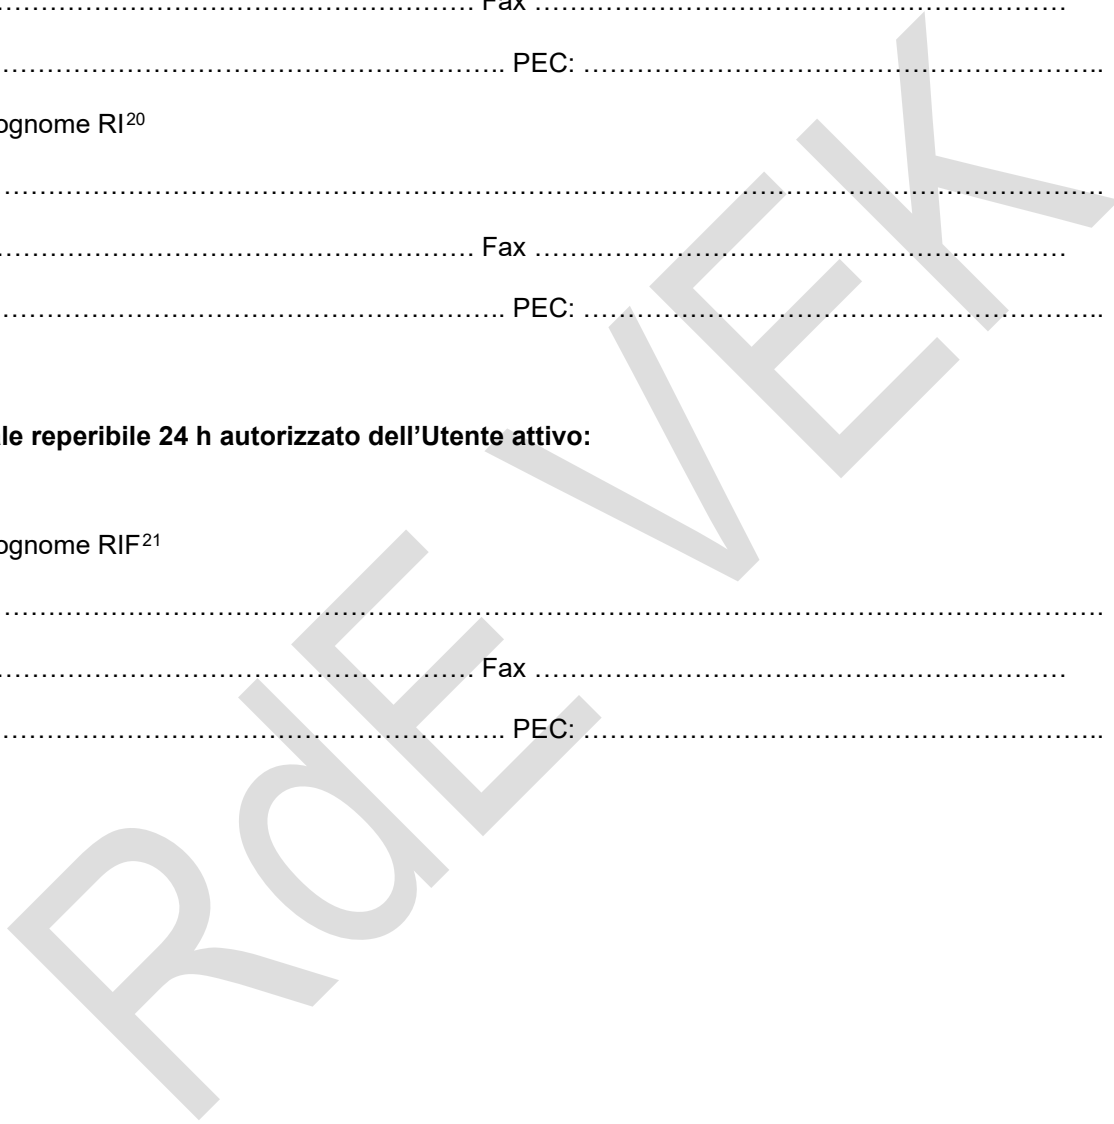 ………………………………………………. Fax ……………………………………………………
………………………………………………….. PEC: …………………………………………………..
ognome RI20
……………………………………………………………………………………………………………….
………………………………………………. Fax ……………………………………………………
………………………………………………….. PEC: …………………………………………………..
le reperibile 24 h autorizzato dell’Utente attivo:
ognome RIF21
……………………………………………………………………………………………………………….
………………………………………………. Fax ……………………………………………………
………………………………………………….. PEC: …………………………………………………..
RdE VEK